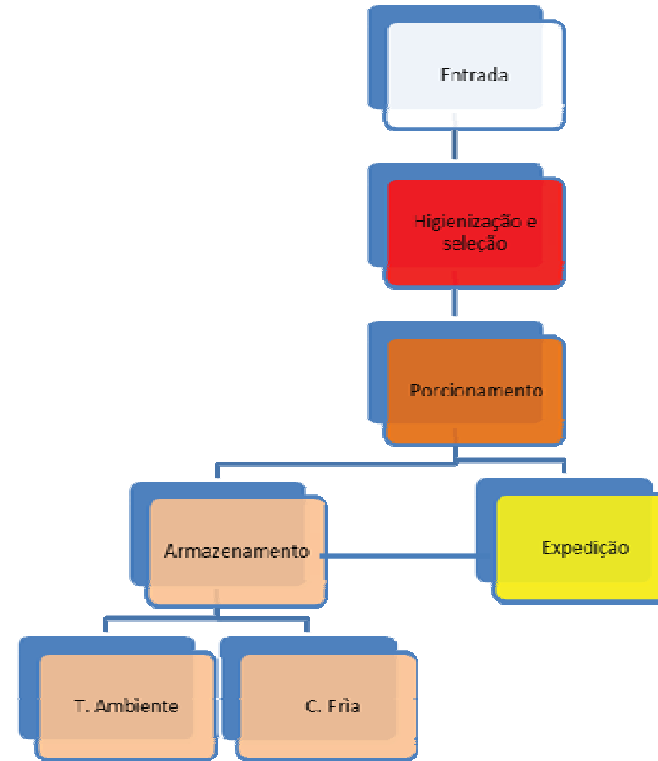 Entrada
Higienização e
seleção
Porcionamento
Armazenamento
Expedição
T. Ambiente
C. Fria